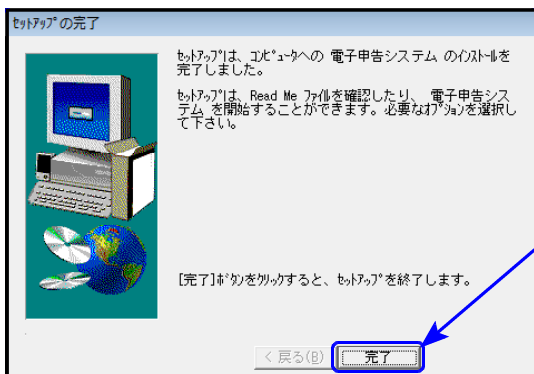 ｾｯﾄｱｯﾌﾟの完了
ｾｯﾄｱｯﾌﾟは、ｺﾝﾋﾟｭｰﾀへの 電子申告システム のｲﾝｽﾄｰﾙを
完了しました。
ｾｯﾄｱｯﾌﾟは、Read Me ﾌｧｲﾙを確認したり、 電子申告シス
テム を開始することができます。必要なｵﾌﾟｼｮﾝを選択し
て下さい。
[完了]ﾎﾞﾀﾝをｸﾘｯｸすると、ｾｯﾄｱｯﾌﾟを終了します。
< 戻る(B)
完了